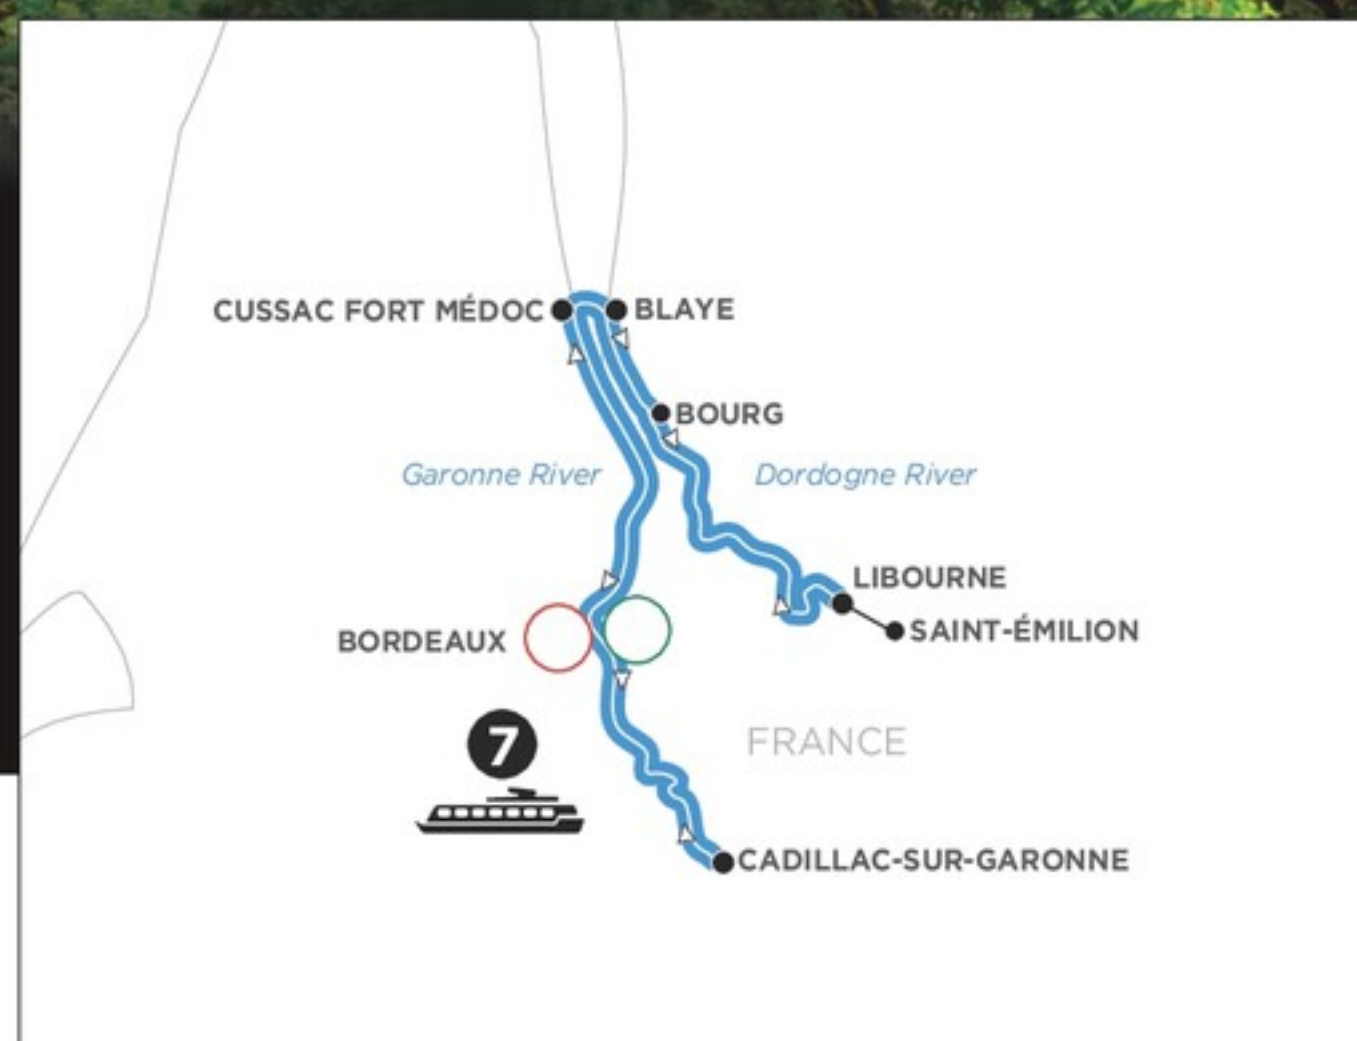 CUSSAC FORT MÉDOC
BLAYE
BOURG
Garonne River
Dordogne River
LIBOURNE
SAINT-ÉMILION
BORDEAUX
7
FRANCE
CADILLAC-SUR-GARONNE